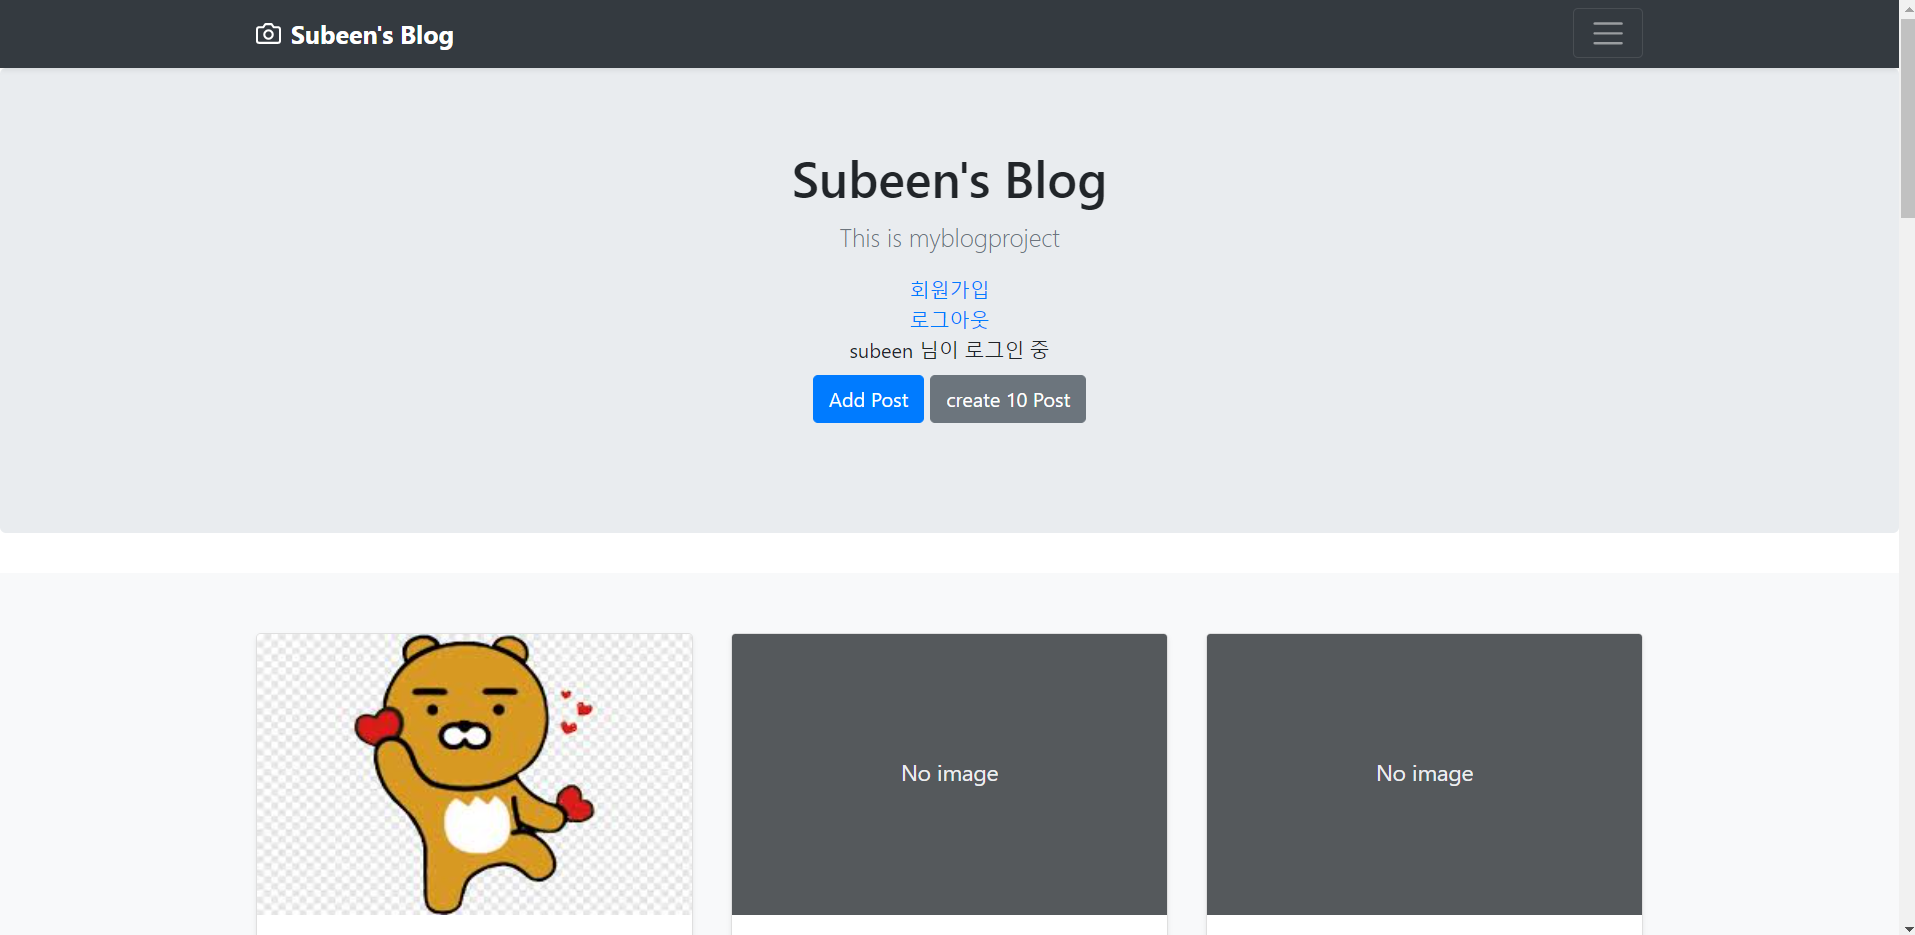 Subeen's Blog
Subeen's Blog
This is myblogproject
회원가입
로그아웃
subeen 님이 로그인 중
Add Post create 10 Post
No image No image